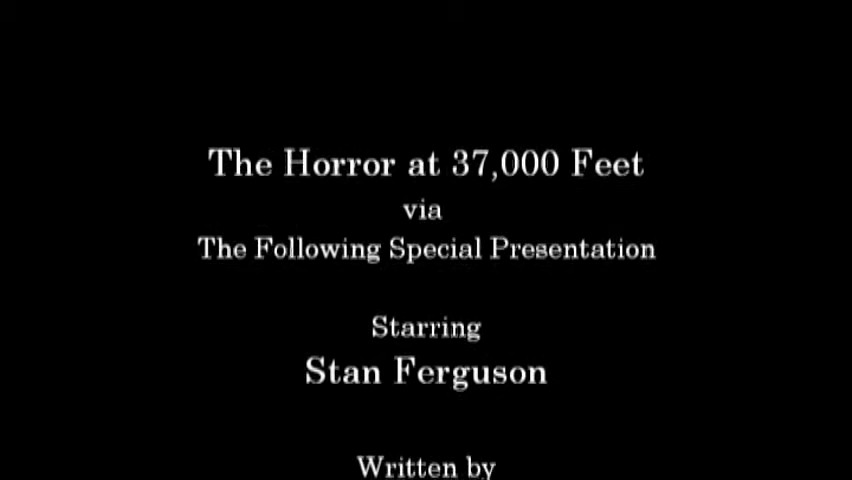 The Horror at 37,000 Feet
via
The Following Special Presentation
Starring
Stan Ferguson
Written by